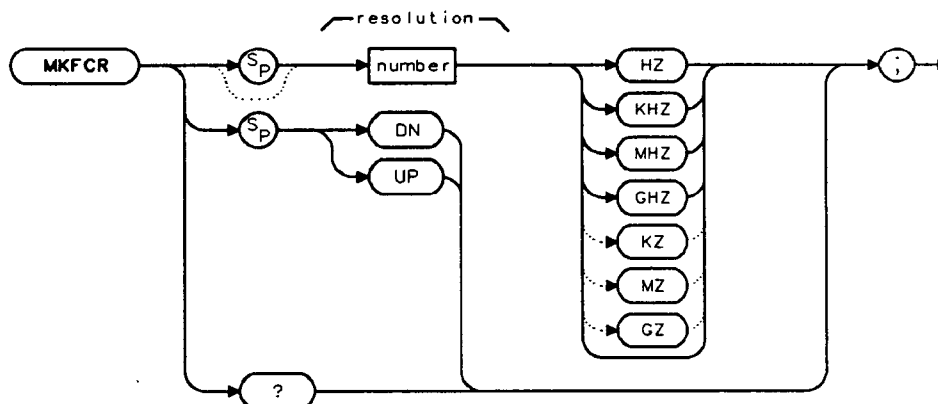 resolution
MKFCR SP number HZ ;
KHZ
SP DN MHZ
UP GHZ
KZ
MZ
GZ
?